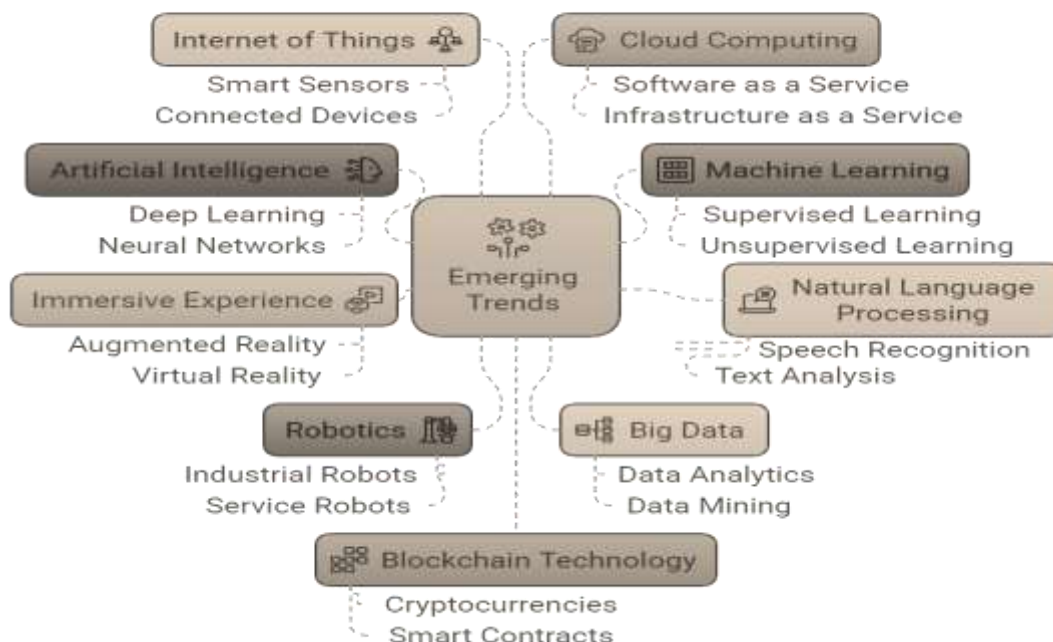 Internet of Things
Smart Sensors
Connected Devices
Cloud Computing
Software as a Service
Infrastructure as a Service
Artificial Intelligence
Deep Learning
Neural Networks
Machine Learning
Supervised Learning
Unsupervised Learning
Emerging
Trends
Immersive Experience
Augmented Reality
Virtual Reality
Natural Language
Processing
Speech Recognition
Text Analysis
Robotics
Industrial Robots
Service Robots
Big Data
Data Analytics
Data Mining
Blockchain Technology
Cryptocurrencies
Smart Contracts